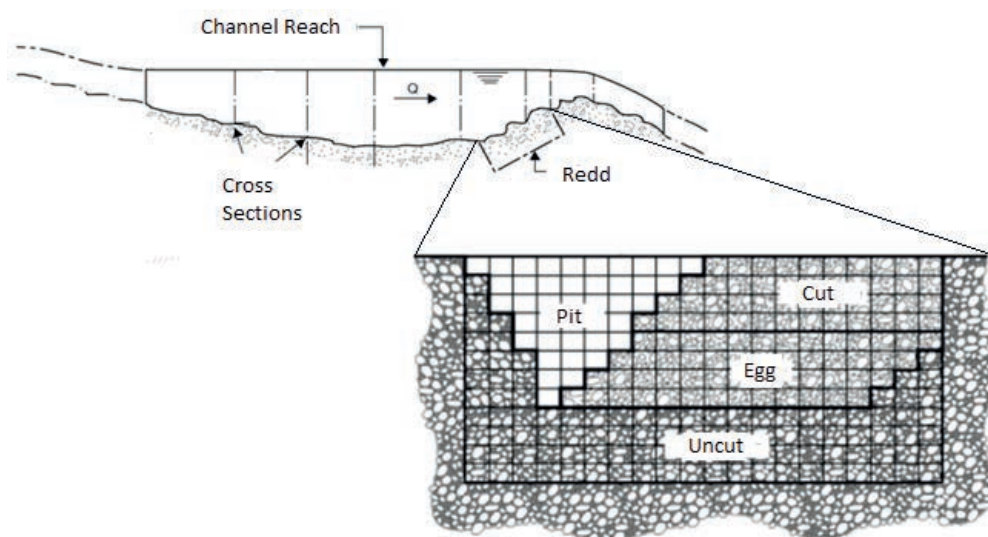 Channel Reach
Q
Redd
Cross
Sections
Cut
Pit
Egg
Uncut